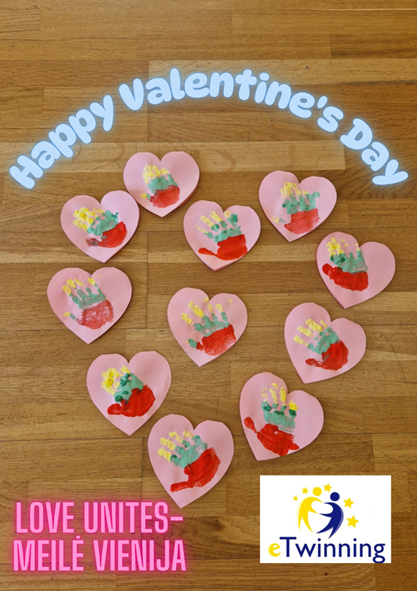 Happy Valentine's Day
LOVE UNITES-
MEILĖ VIENIJA
eTwinning